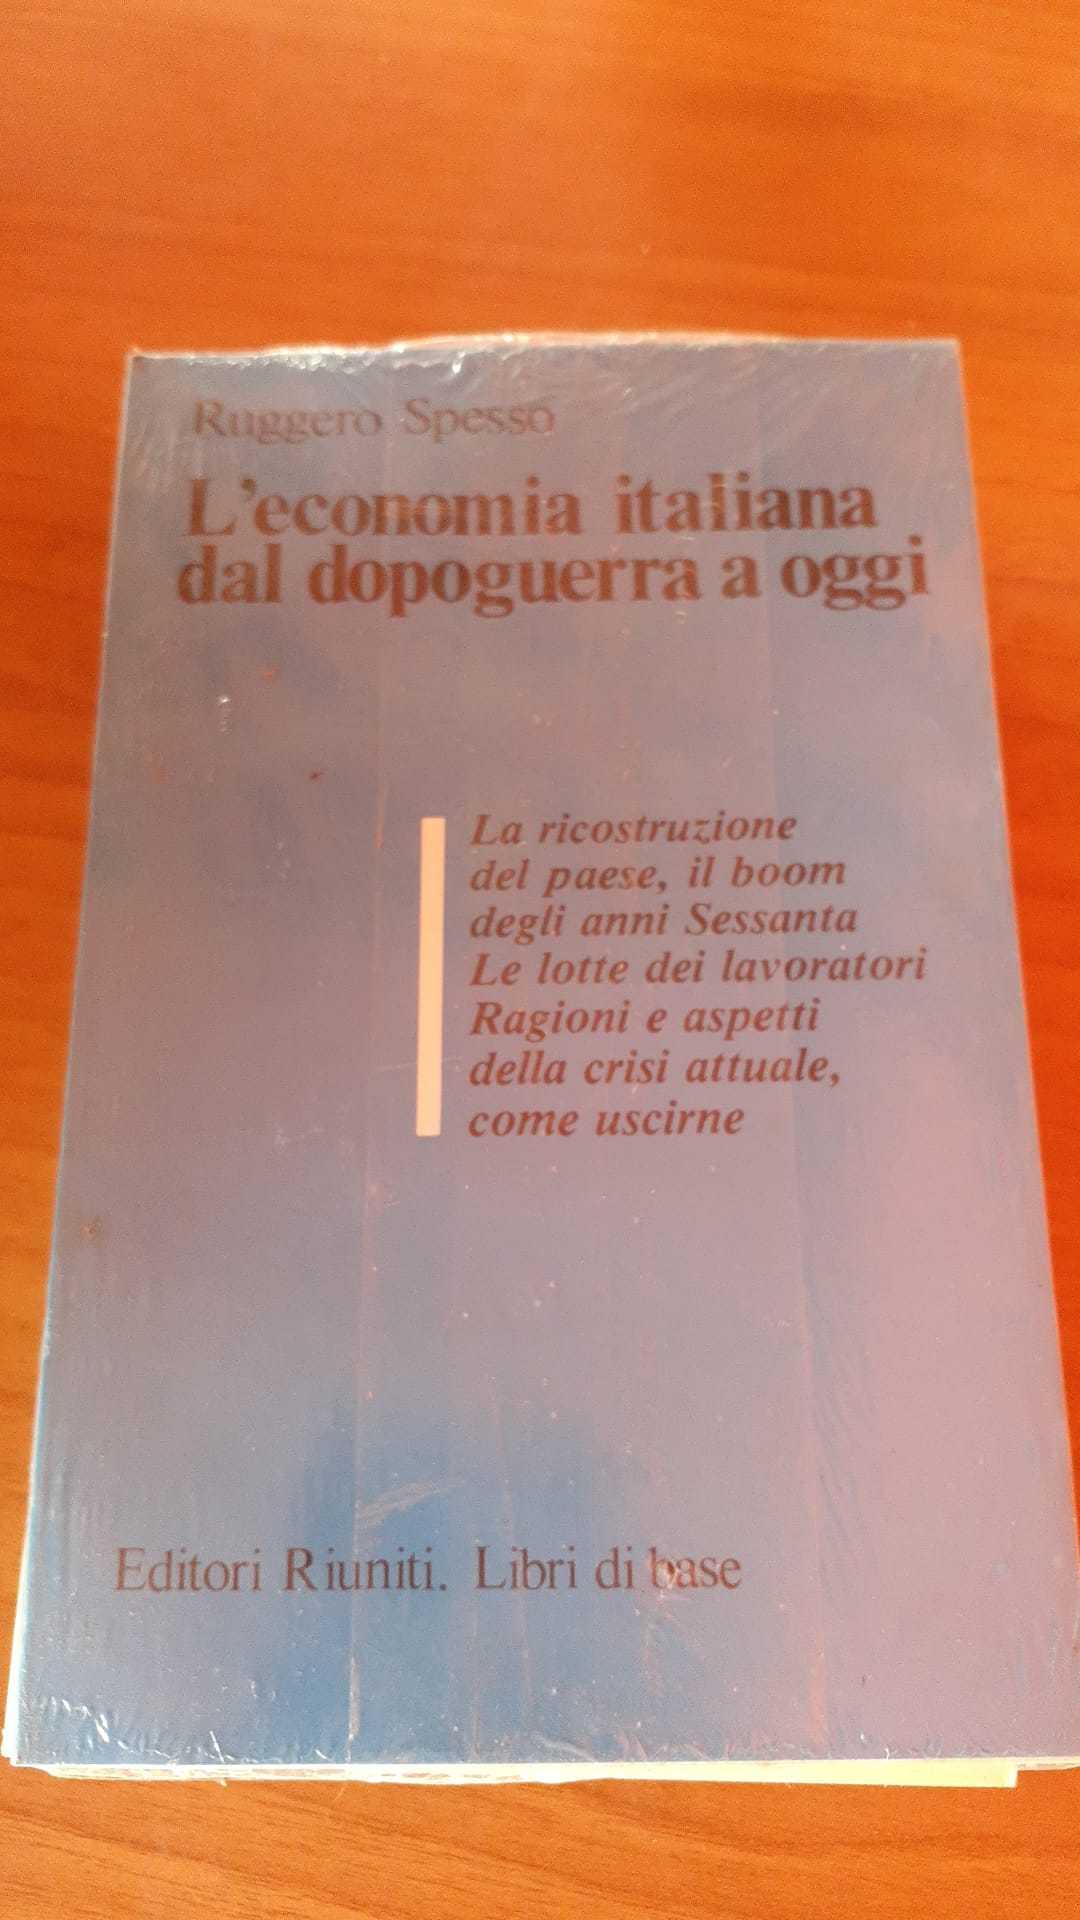 Ruggero Spesso
L'economia italiana
dal dopoguerra a oggi
La ricostruzione
del paese, il boom
degli anni Sessanta
Le lotte dei lavoratori
Ragioni e aspetti
della crisi attuale,
come uscirne
Editori Riuniti. Libri di base